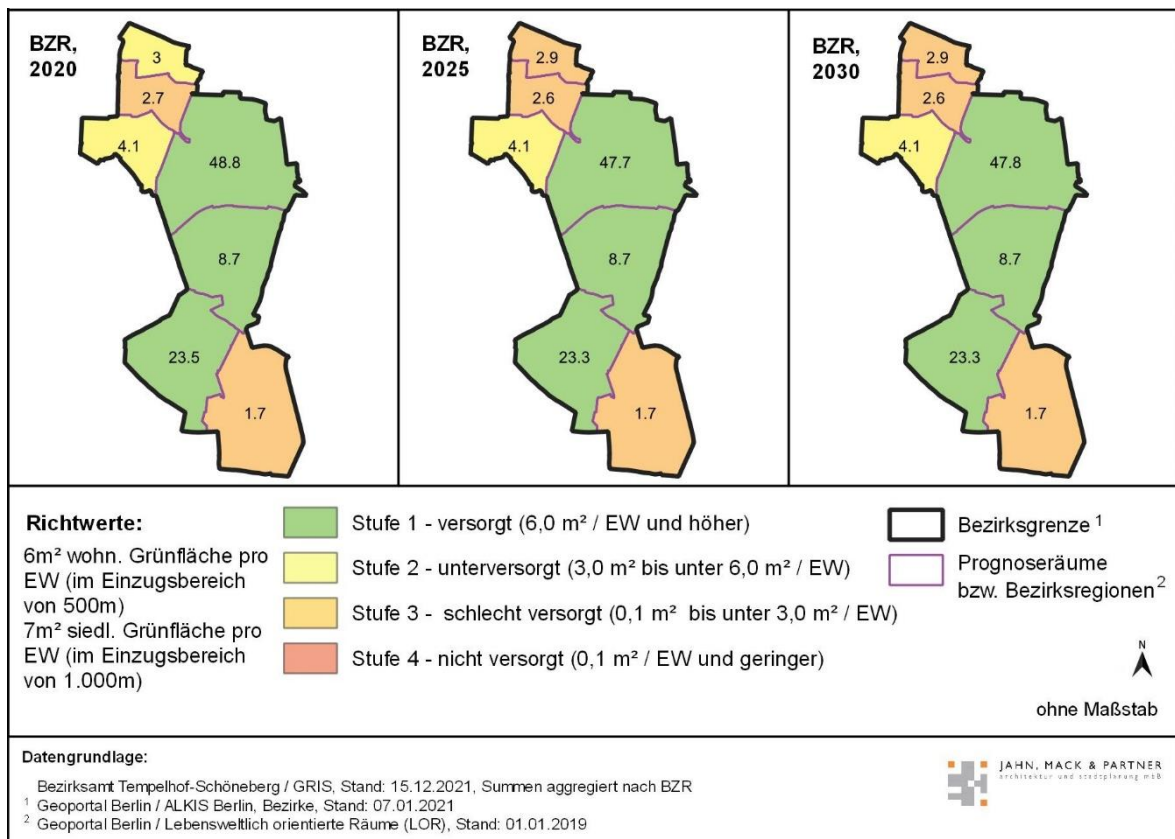 BZR,
2020
3
2.7
4.1
48.8
8.7
23.5
1.7
BZR,
2025
2.9
2.6
4.1
47.7
8.7
23.3
1.7
BZR,
2030
2.9
2.6
4.1
47.8
8.7
23.3
1.7
Richtwerte:
6m² wohn. Grünfläche pro
EW (im Einzugsbereich
von 500m)
7m² siedl. Grünfläche pro
EW (im Einzugsbereich
von 1.000m)
Stufe 1 - versorgt (6,0 m² / EW und höher)
Stufe 2 - unterversorgt (3,0 m² bis unter 6,0 m² / EW)
Stufe 3 - schlecht versorgt (0,1 m² bis unter 3,0 m² / EW)
Stufe 4 - nicht versorgt (0,1 m² / EW und geringer)
Bezirksgrenze ¹
Prognoseräume
bzw. Bezirksregionen²
N
ohne Maßstab
Datengrundlage:
Bezirksamt Tempelhof-Schöneberg / GRIS, Stand: 15.12.2021, Summen aggregiert nach BZR
¹ Geoportal Berlin / ALKIS Berlin, Bezirke, Stand: 07.01.2021
² Geoportal Berlin / Lebensweltlich orientierte Räume (LOR), Stand: 01.01.2019
JAHN, MACK & PARTNER
architektur und stadtplanung mbB